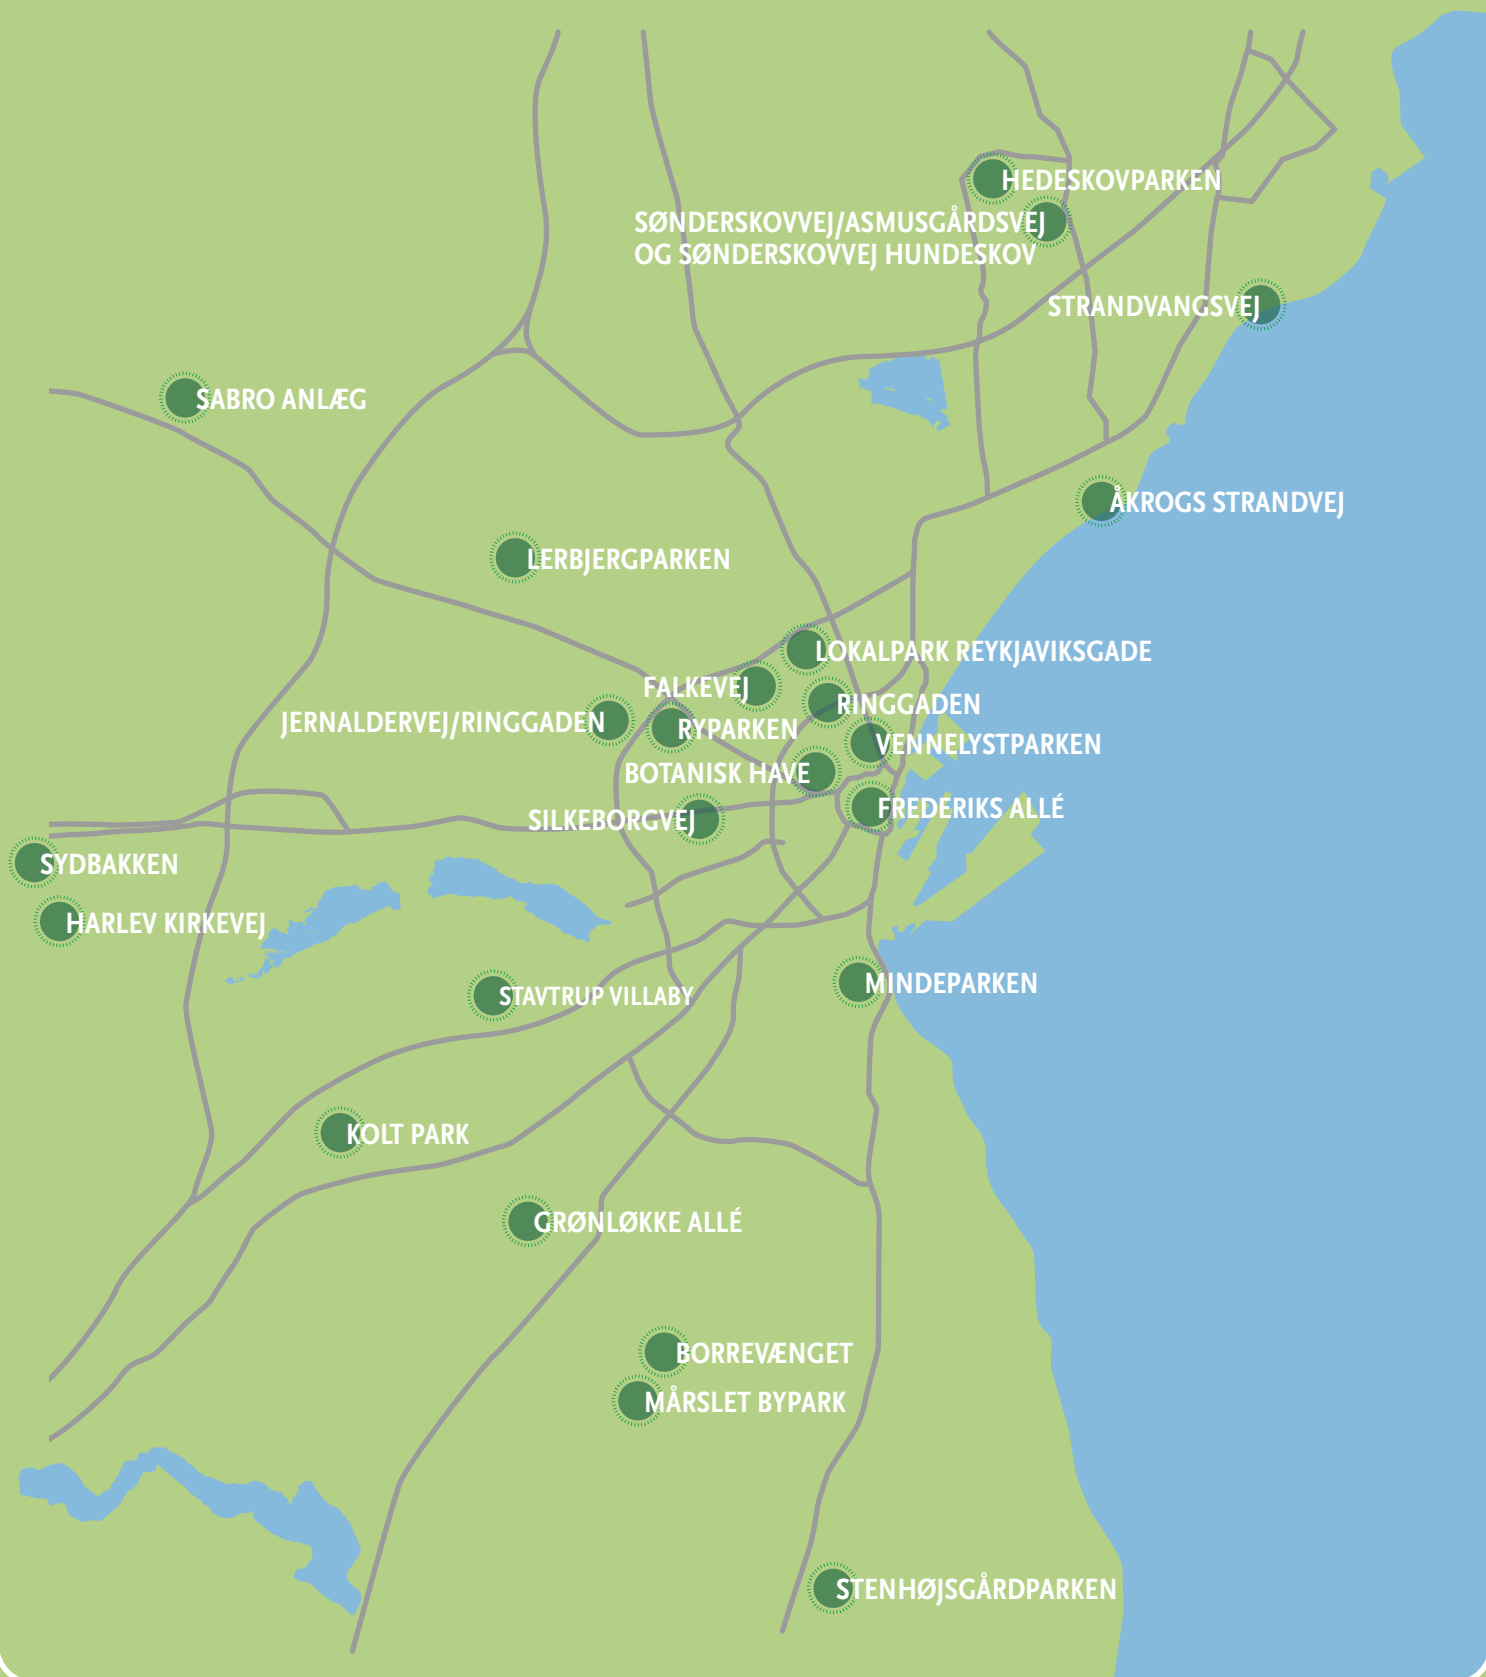 HEDESKOVPARKEN
SØNDERSKOVVEJ/ASMUSGÅRDSVEJ
OG SØNDERSKOVVEJ HUNDESKOV
STRANDVANGSVEJ
SABRO ANLÆG
ÅKROGS STRANDVEJ
LERBJERGPARKEN
LOKALPARK REYKJAVIKSGADE
FALKEVEJ
RINGGADEN
JERNALDERVEJ/RINGGADEN
RYPARKEN
VENNELYSTPARKEN
BOTANISK HAVE
FREDERIKS ALLÉ
SILKEBORGVEJ
SYDBAKKEN
HARLEV KIRKEVEJ
MINDEPARKEN
STAVTRUP VILLABY
KOLT PARK
GRØNLØKKE ALLÉ
BORREVÆNGET
MÅRSLET BYPARK
STENHØJSGÅRDPARKEN